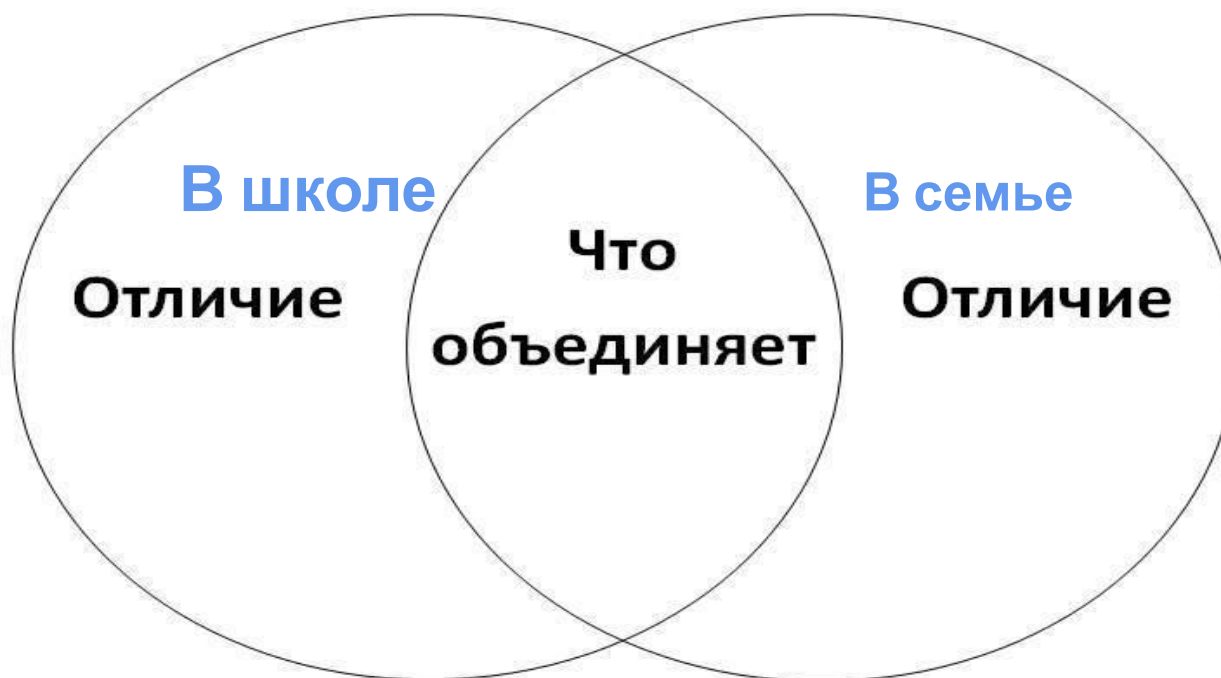 В школе
Отличие
Что
объединяет
В семье
Отличие